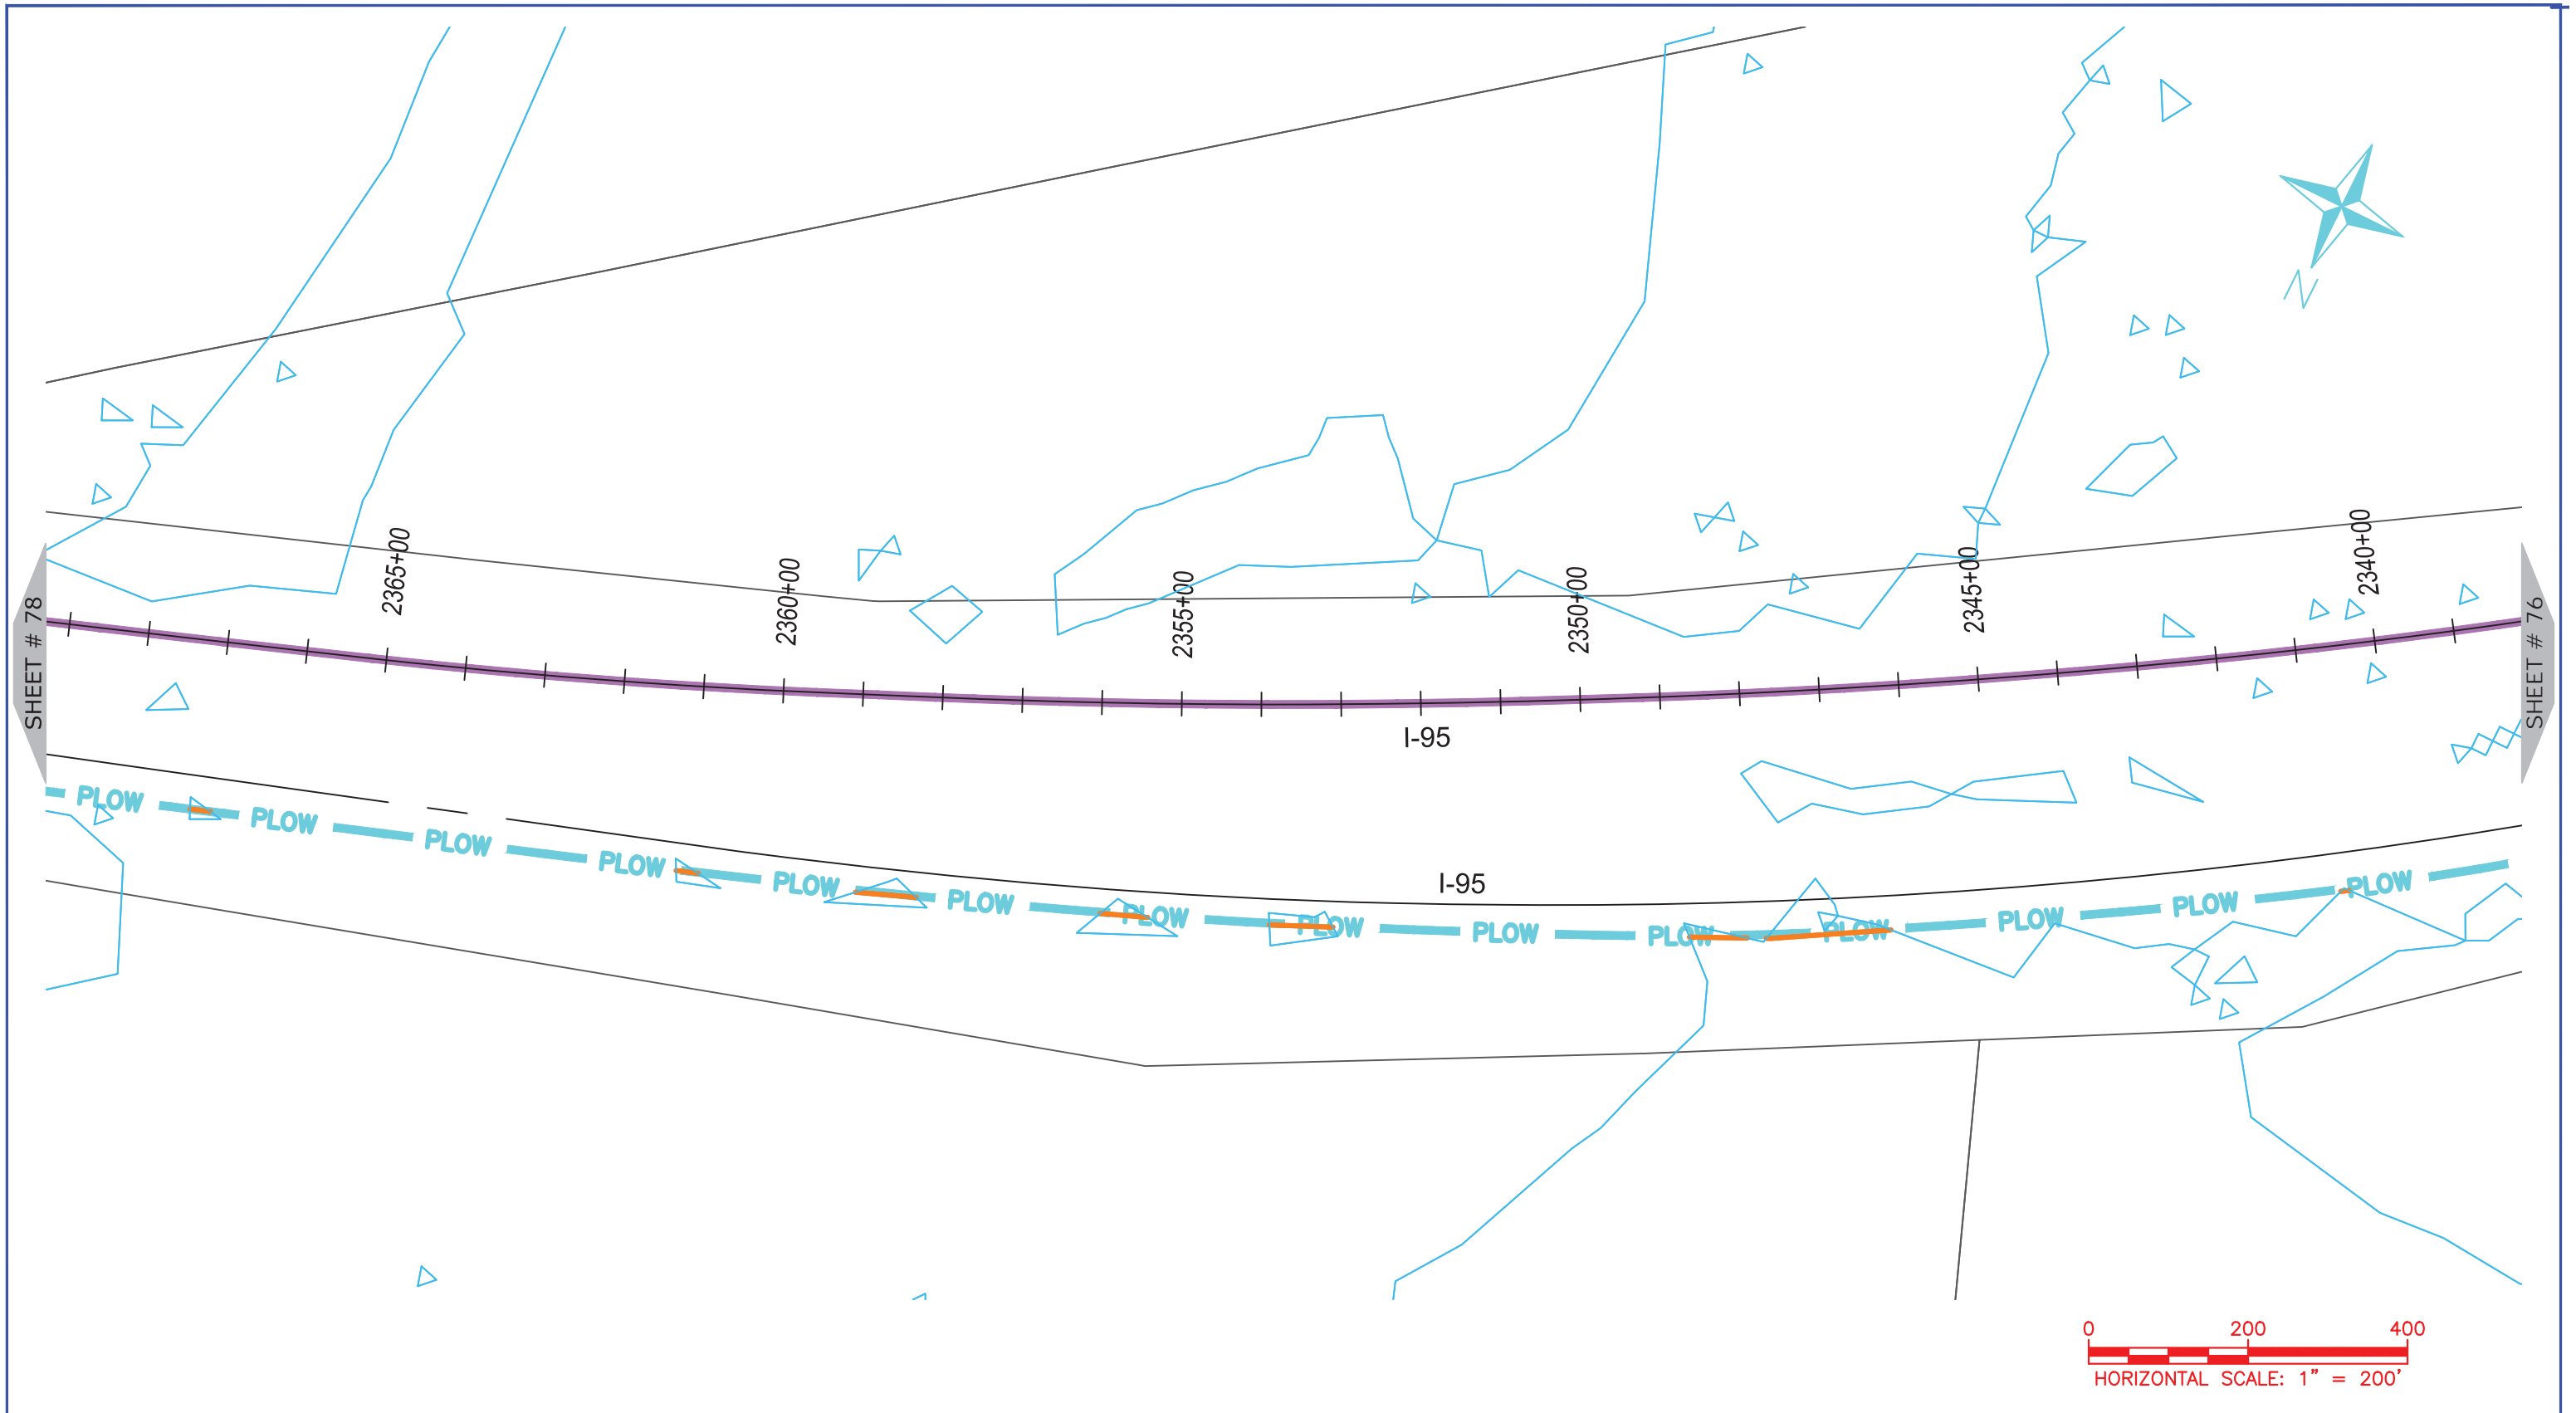 N
2365+00
2360+00
2355+00
2350+00
2345+00
2340+00
SHEET # 78
SHEET # 76
I-95
I-95
PLOW PLOW PLOW PLOW PLOW PLOW PLOW PLOW PLOW PLOW PLOW PLOW PLOW PLOW
0 200 400
HORIZONTAL SCALE: 1" = 200'